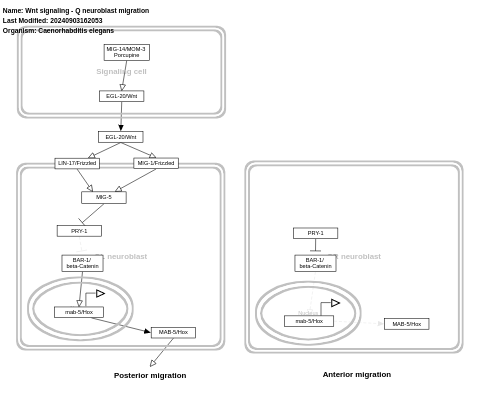 Name: Wnt signaling - Q neuroblast migration
Last Modified: 20240903162053
Organism: Caenorhabditis elegans
MIG-14/MOM-3
Porcupine
Signaling cell
EGL-20/Wnt
EGL-20/Wnt
LIN-17/Frizzled
MIG-1/Frizzled
MIG-5
PRY-1
BAR-1/
beta-Catenin
neuroblast
mab-5/Hox
MAB-5/Hox
Posterior migration
PRY-1
BAR-1/
beta-Catenin
neuroblast
mab-5/Hox
MAB-5/Hox
Anterior migration